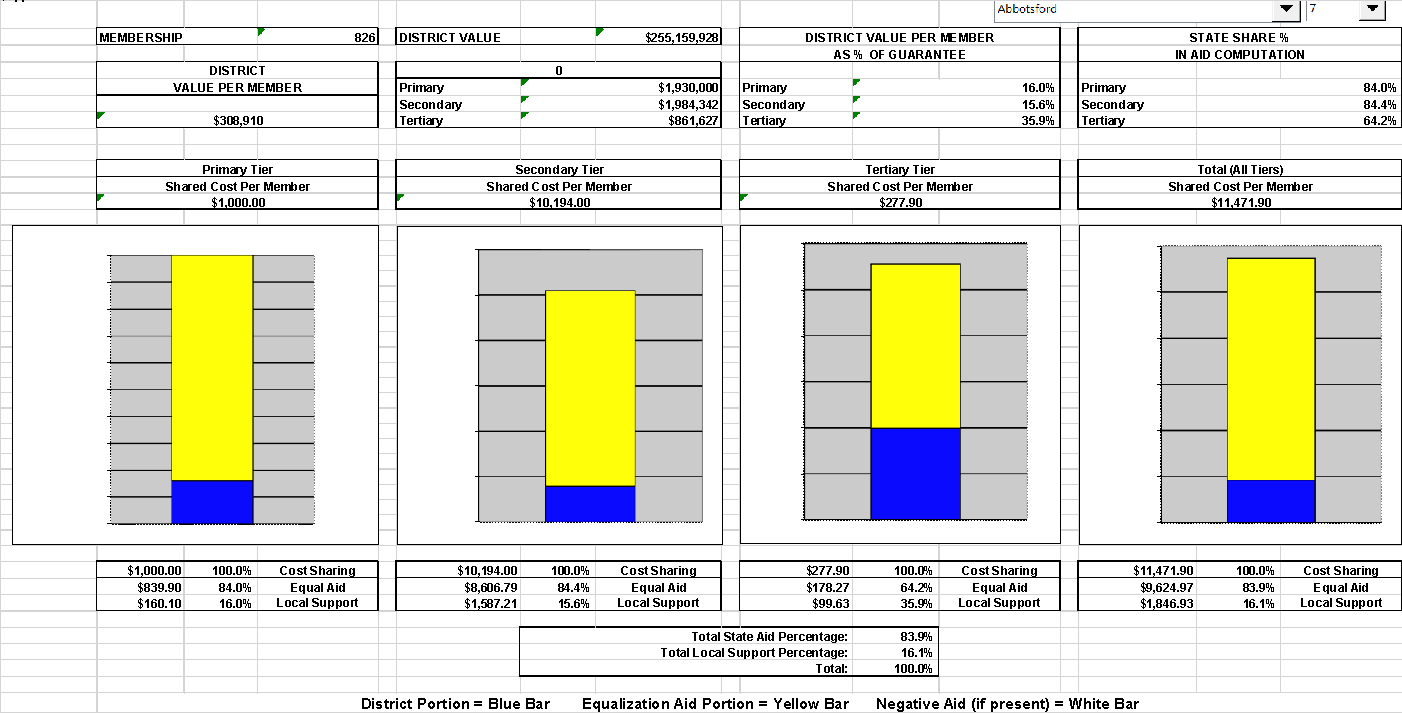 Abbotsford 7
MEMBERSHIP 826 DISTRICT VALUE $255,159,928 DISTRICT VALUE PER MEMBER STATE SHARE %
AS % OF GUARANTEE IN AID COMPUTATION
DISTRICT 0
VALUE PER MEMBER Primary $1,930,000 Primary 16.0% Primary 84.0%
Secondary $1,984,342 Secondary 15.6% Secondary 84.4%
$308,910 Tertiary $861,627 Tertiary 35.9% Tertiary 64.2%
Primary Tier Secondary Tier Tertiary Tier Total (All Tiers)
Shared Cost Per Member Shared Cost Per Member Shared Cost Per Member Shared Cost Per Member
$1,000.00 $10,194.00 $277.90 $11,471.90
$1,000.00 100.0% Cost Sharing $10,194.00 100.0% Cost Sharing $277.90 100.0% Cost Sharing $11,471.90 100.0% Cost Sharing
$839.90 84.0% Equal Aid $8,606.79 84.4% Equal Aid $178.27 64.2% Equal Aid $9,624.97 83.9% Equal Aid
$160.10 16.0% Local Support $1,587.21 15.6% Local Support $99.63 35.9% Local Support $1,846.93 16.1% Local Support
Total State Aid Percentage: 83.9%
Total Local Support Percentage: 16.1%
Total: 100.0%
District Portion = Blue Bar Equalization Aid Portion = Yellow Bar Negative Aid (if present) = White Bar